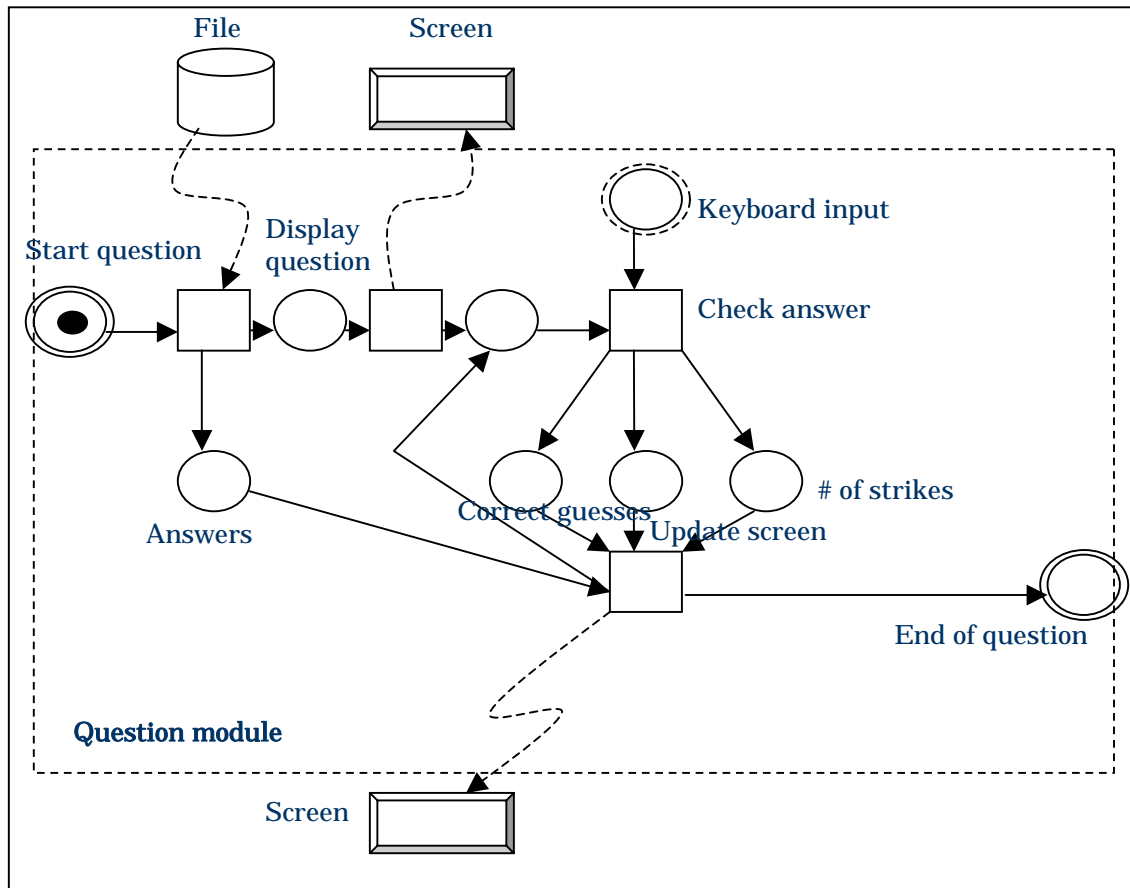 File
Screen
Keyboard input
Start question
Display
question
Check answer
Correct guesses
# of strikes
Answers
Update screen
End of question
Question module
Screen